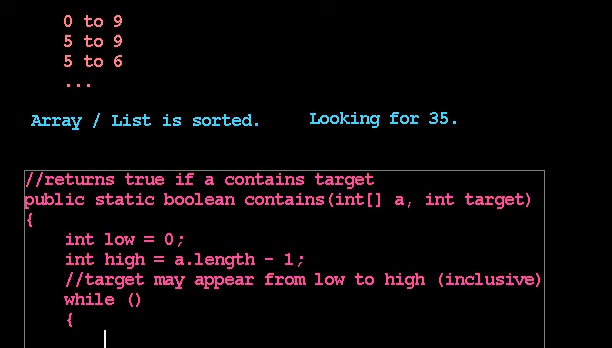 0 to 9
5 to 9
5 to 6
...
Array / List is sorted. Looking for 35.
//returns true if a contains target
public static boolean contains(int[] a, int target)
{
int low = 0;
int high = a.length - 1;
//target may appear from low to high (inclusive)
while ()
{